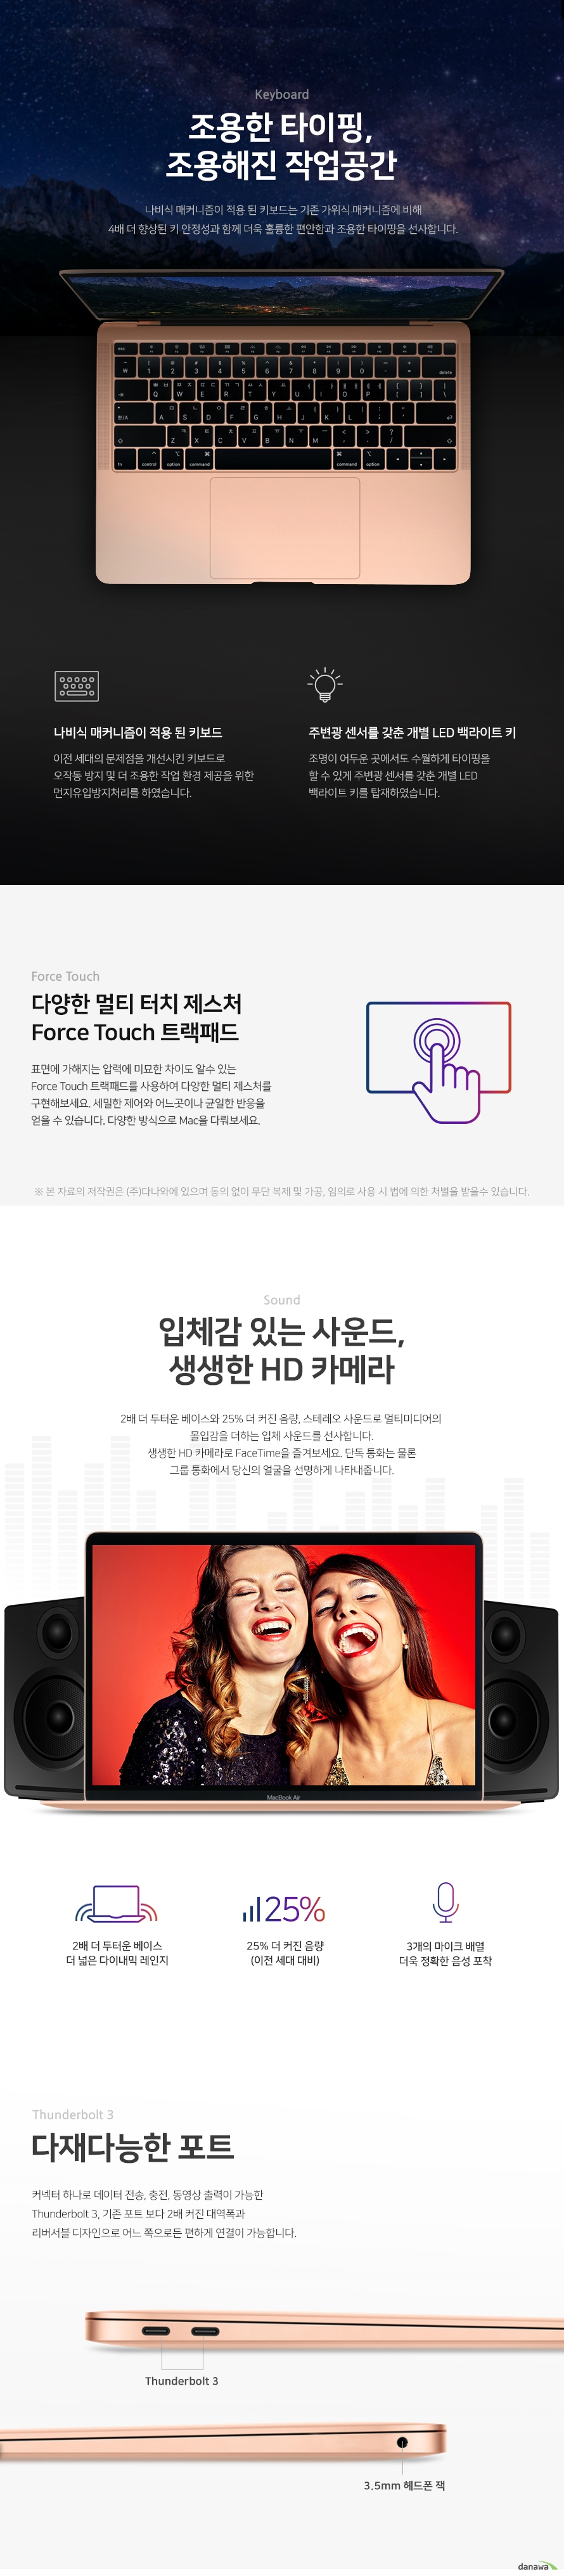 Keyboard
조용한 타이핑,
조용해진 작업공간
나비식 매커니즘이 적용 된 키보드는 기존 가위식 매커니즘에 비해
4배 더 향상된 키 안정성과 함께 더욱 훌륭한 편안함과 조용한 타이핑을 선사합니다.
esc
₩ 1 2 3 4 5 6 7 8 9 0 - = delete
Q W E R T Y U I O P [ ] \
한/A A S D F G H J K L ; '
Z X C V B N M < , > . ? /
fn control option command command option
나비식 매커니즘이 적용 된 키보드
이전 세대의 문제점을 개선시킨 키보드로
오작동 방지 및 더 조용한 작업 환경 제공을 위한
먼지유입방지처리를 하였습니다.
주변광 센서를 갖춘 개별 LED 백라이트 키
조명이 어두운 곳에서도 수월하게 타이핑을
할 수 있게 주변광 센서를 갖춘 개별 LED
백라이트 키를 탑재하였습니다.
Force Touch
다양한 멀티 터치 제스처
Force Touch 트랙패드
표면에 가해지는 압력에 미묘한 차이도 알수 있는
Force Touch 트랙패드를 사용하여 다양한 멀티 제스처를
구현해보세요. 세밀한 제어와 어느곳이나 균일한 반응을
얻을 수 있습니다. 다양한 방식으로 Mac을 다뤄보세요.
※ 본 자료의 저작권은 (주)다나와에 있으며 동의 없이 무단 복제 및 가공, 임의로 사용 시 법에 의한 처벌을 받을수 있습니다.
Sound
입체감 있는 사운드,
생생한 HD 카메라
2배 더 두터운 베이스와 25% 더 커진 음량, 스테레오 사운드로 멀티미디어의
몰입감을 더하는 입체 사운드를 선사합니다.
생생한 HD 카메라로 FaceTime을 즐겨보세요. 단독 통화는 물론
그룹 통화에서 당신의 얼굴을 선명하게 나타내줍니다.
MacBook Air
2배 더 두터운 베이스
더 넓은 다이내믹 레인지
25%
25% 더 커진 음량
(이전 세대 대비)
3개의 마이크 배열
더욱 정확한 음성 포착
Thunderbolt 3
다재다능한 포트
커넥터 하나로 데이터 전송, 충전, 동영상 출력이 가능한
Thunderbolt 3, 기존 포트 보다 2배 커진 대역폭과
리버서블 디자인으로 어느 쪽으로든 편하게 연결이 가능합니다.
Thunderbolt 3
3.5mm 헤드폰 잭
danawa